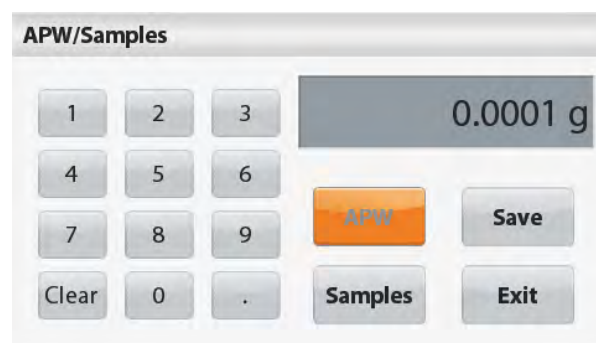 APW/Samples
1 2 3 0.0001 g
4 5 6
APW Save
7 8 9
Clear 0 . Samples Exit